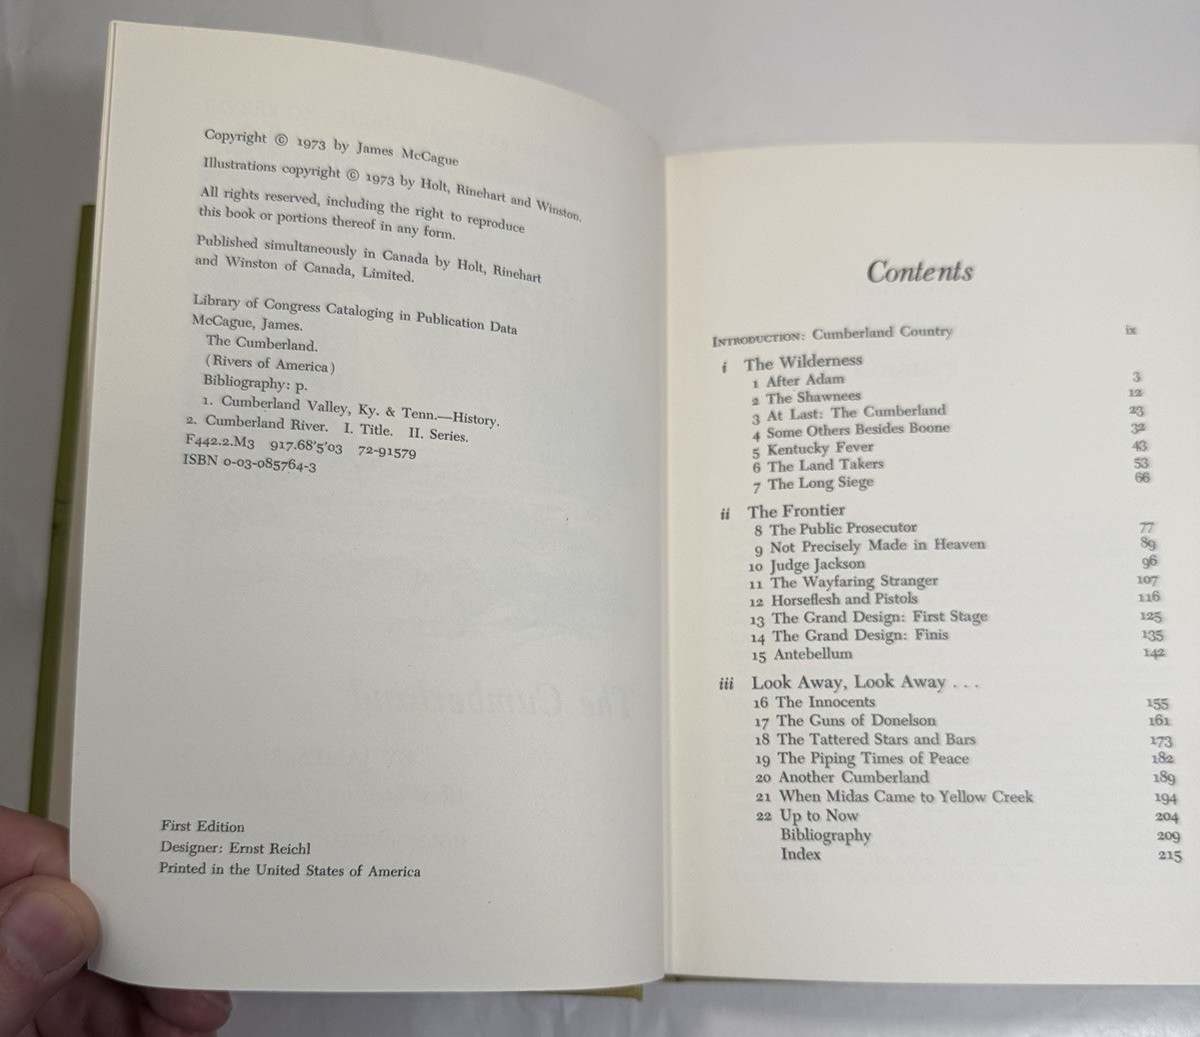 Copyright © 1973 by James McCague
Illustrations copyright © 1973 by Holt, Rinehart and Winston.
All rights reserved, including the right to reproduce
this book or portions thereof in any form.
Published simultaneously in Canada by Holt, Rinehart
and Winston of Canada, Limited.
Library of Congress Cataloging in Publication Data
McCague, James.
The Cumberland.
(Rivers of America)
Bibliography: p.
1. Cumberland Valley, Ky. & Tenn.—History.
2. Cumberland River. I. Title. II. Series.
F442.2.M3 917.68'5'03 72-91579
ISBN 0-03-085764-3
First Edition
Designer: Ernst Reichl
Printed in the United States of America
Contents
INTRODUCTION: Cumberland Country ix
i The Wilderness
1 After Adam 3
2 The Shawnees 12
3 At Last: The Cumberland 23
4 Some Others Besides Boone 32
5 Kentucky Fever 43
6 The Land Takers 53
7 The Long Siege 66
ii The Frontier
8 The Public Prosecutor 77
9 Not Precisely Made in Heaven 89
10 Judge Jackson 96
11 The Wayfaring Stranger 107
12 Horseflesh and Pistols 116
13 The Grand Design: First Stage 125
14 The Grand Design: Finis 135
15 Antebellum 142
iii Look Away, Look Away . . .
16 The Innocents 155
17 The Guns of Donelson 161
18 The Tattered Stars and Bars 173
19 The Piping Times of Peace 182
20 Another Cumberland 189
21 When Midas Came to Yellow Creek 194
22 Up to Now 204
Bibliography 209
Index 215